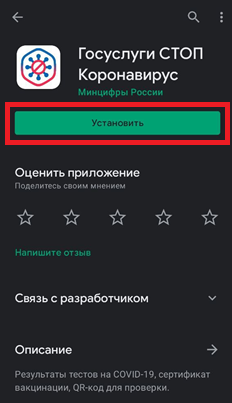 Госуслуги СТОП
Коронавирус
Минцифры России
Установить
Оценить приложение
Поделитесь своим мнением
Напишите отзыв
Связь с разработчиком
Описание
Результаты тестов на COVID-19, сертификат
вакцинации, QR-код для проверки.